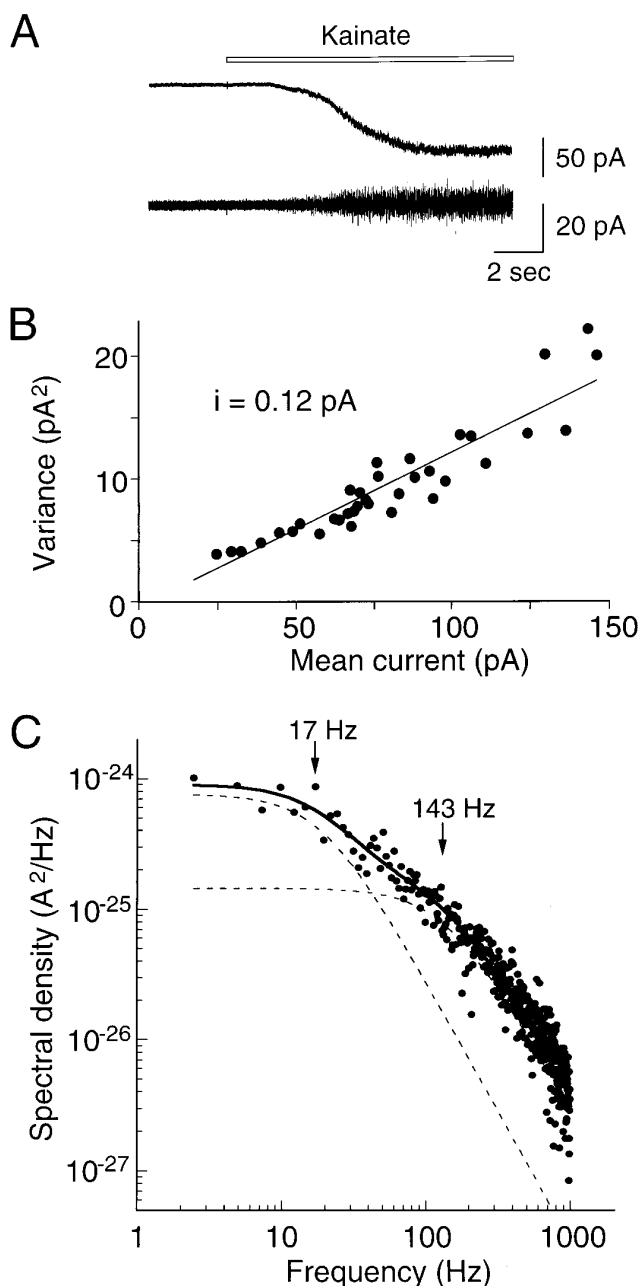 A
Kainate
50 pA
20 pA
2 sec
B
20
10
0
Variance (pA²)
i = 0.12 pA
0
50
100
150
Mean current (pA)
C
17 Hz
143 Hz
10⁻²⁴
10⁻²⁵
10⁻²⁶
10⁻²⁷
Spectral density (A²/Hz)
1
10
100
1000
Frequency (Hz)